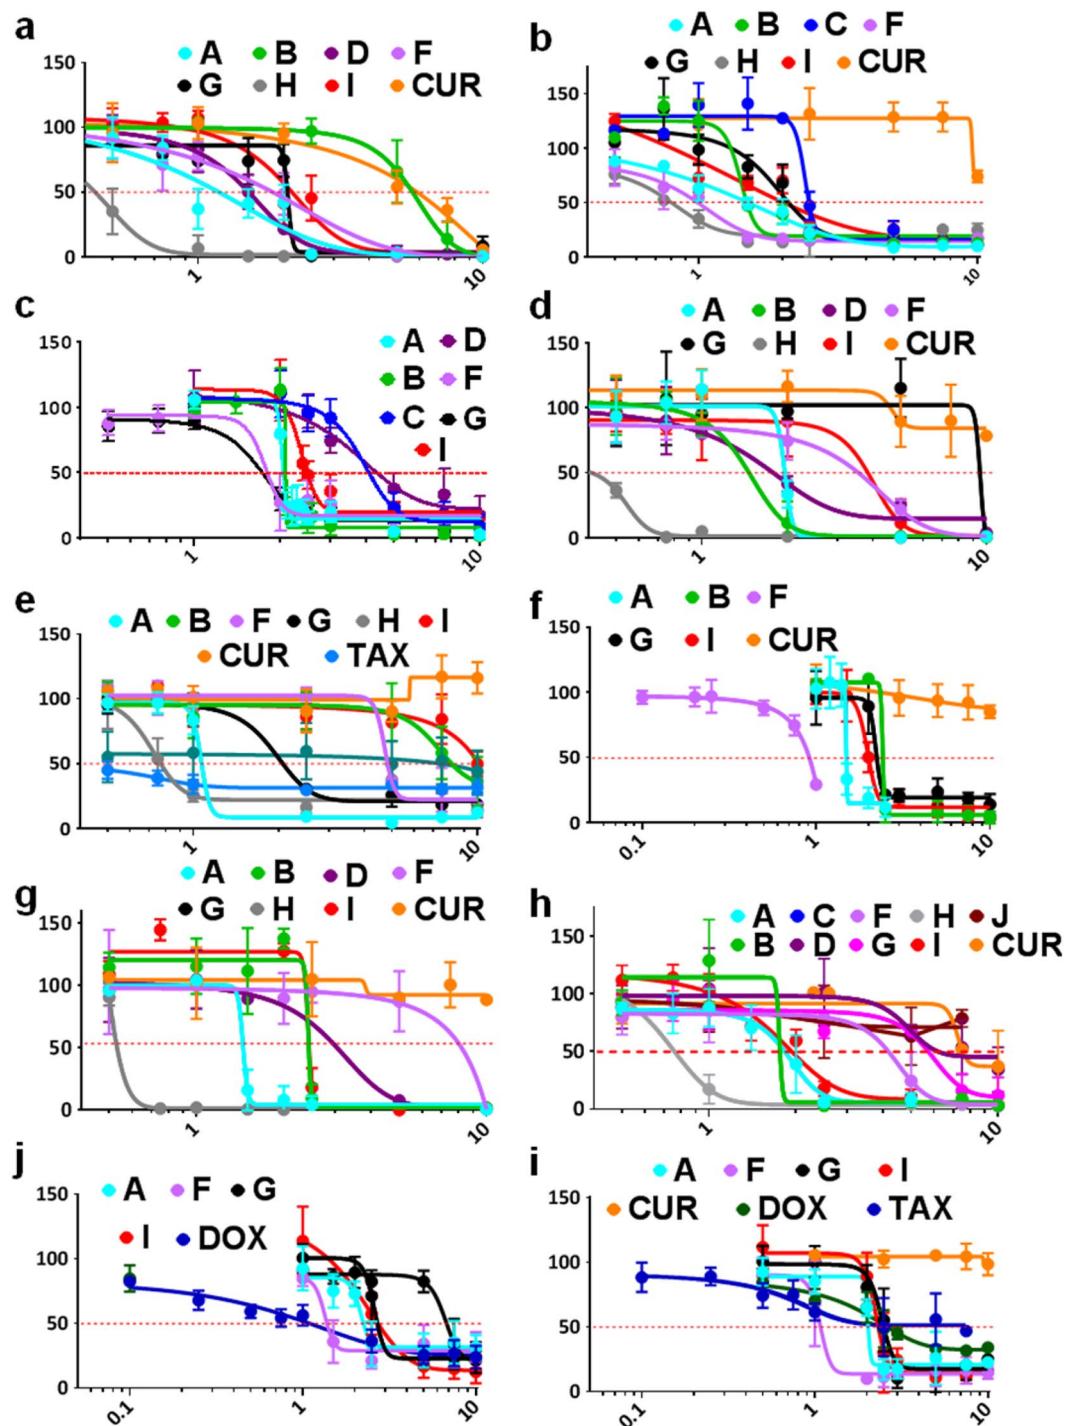 a
A B D F
G H I CUR
150
100
50
0
1
10
b
A B C F
G H I CUR
150
100
50
0
1
10
c
A D
B F
C G
I
150
100
50
0
1
10
d
A B D F
G H I CUR
150
100
50
0
1
10
e
A B F G H I
CUR TAX
150
100
50
0
1
10
f
A B F
G I CUR
150
100
50
0
0.1
1
10
g
A B D F
G H I CUR
150
100
50
0
1
10
h
A C F H J
B D G I CUR
150
100
50
0
1
10
j
A F G
I DOX
150
100
50
0
0.1
1
10
i
A F G I
CUR DOX TAX
150
100
50
0
0.1
1
10